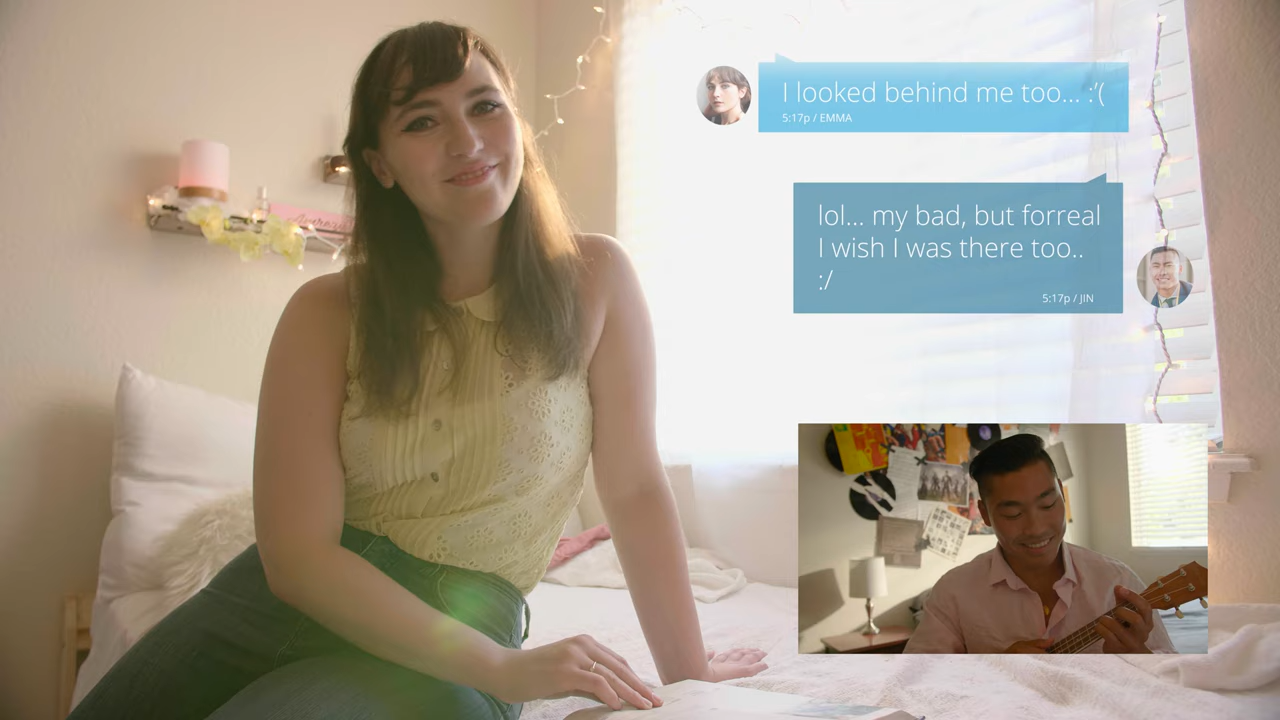 I looked behind me too... :'(
5:17p / EMMA
lol... my bad, but forreal
I wish I was there too..
:/
5:17p / JIN